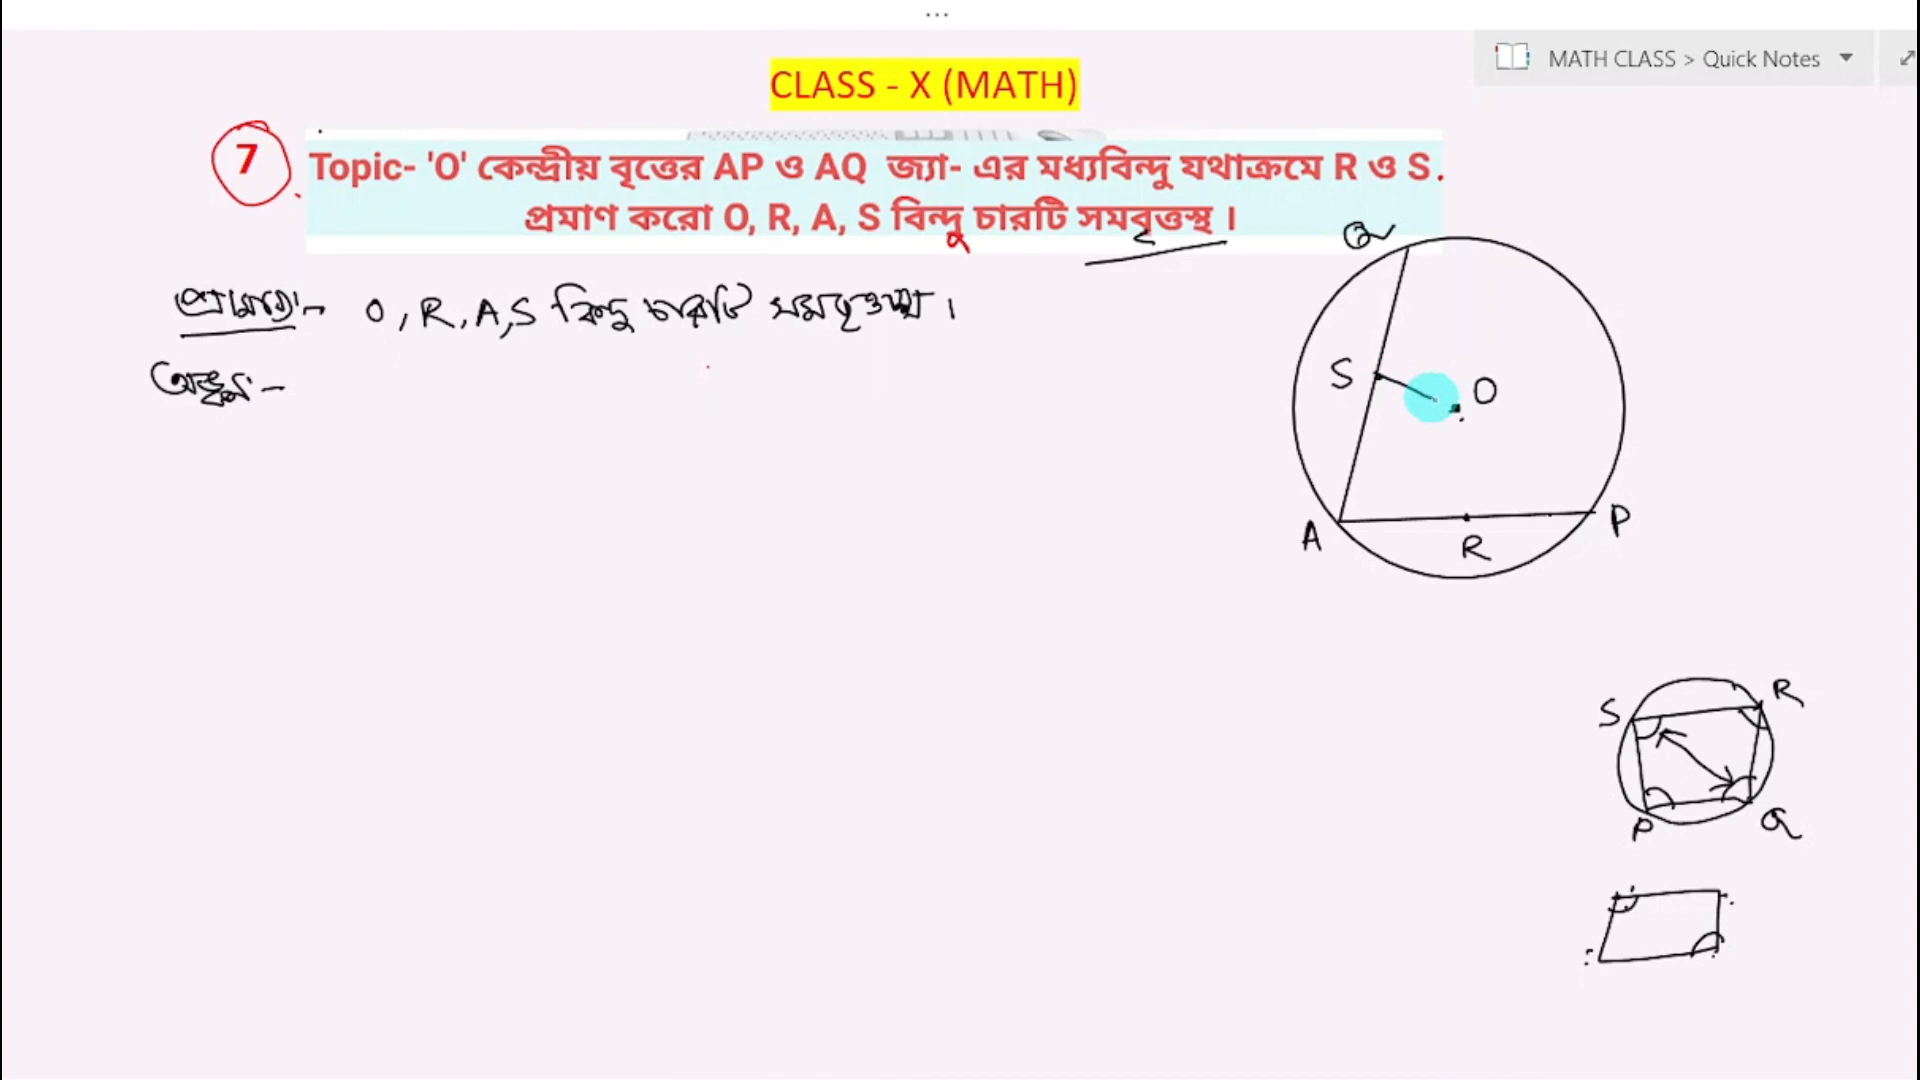 ...
MATH CLASS > Quick Notes
CLASS - X (MATH)
7
Topic- 'O' কেন্দ্রীয় বৃত্তের AP ও AQ জ্যা- এর মধ্যবিন্দু যথাক্রমে R ও S.
প্রমাণ করো O, R, A, S বিন্দু চারটি সমবৃত্তস্থ ।
প্রামাণ্য:- O, R, A, S বিন্দু চারটি সমবৃত্তস্থ ।
অঙ্কন:-
Q
S
O
A
R
P
S
R
P
Q